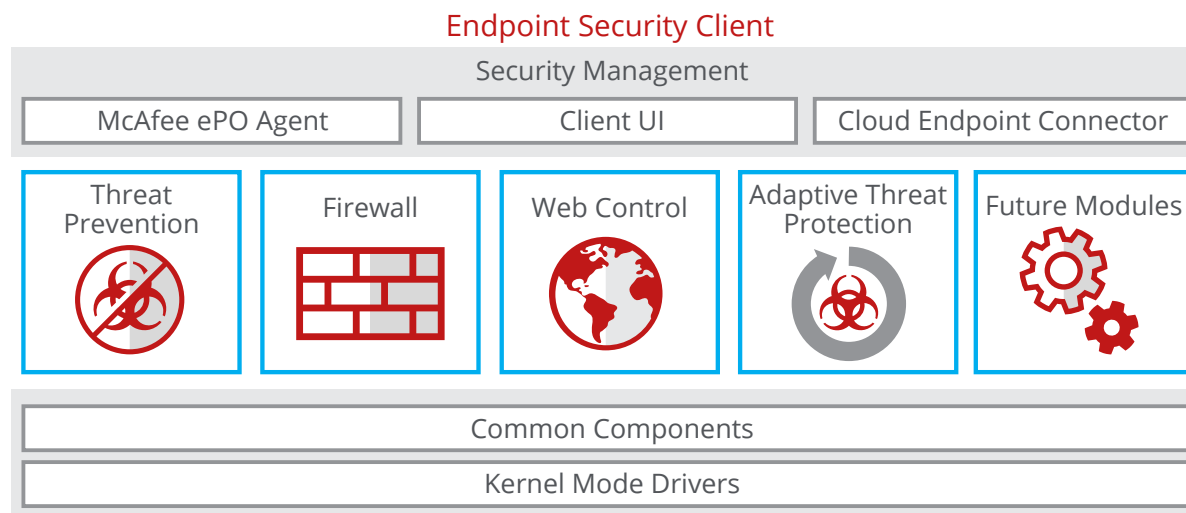 Endpoint Security Client
Security Management
McAfee ePO Agent
Client UI
Cloud Endpoint Connector
Threat
Prevention
Firewall
Web Control
Adaptive Threat
Protection
Future Modules
Common Components
Kernel Mode Drivers